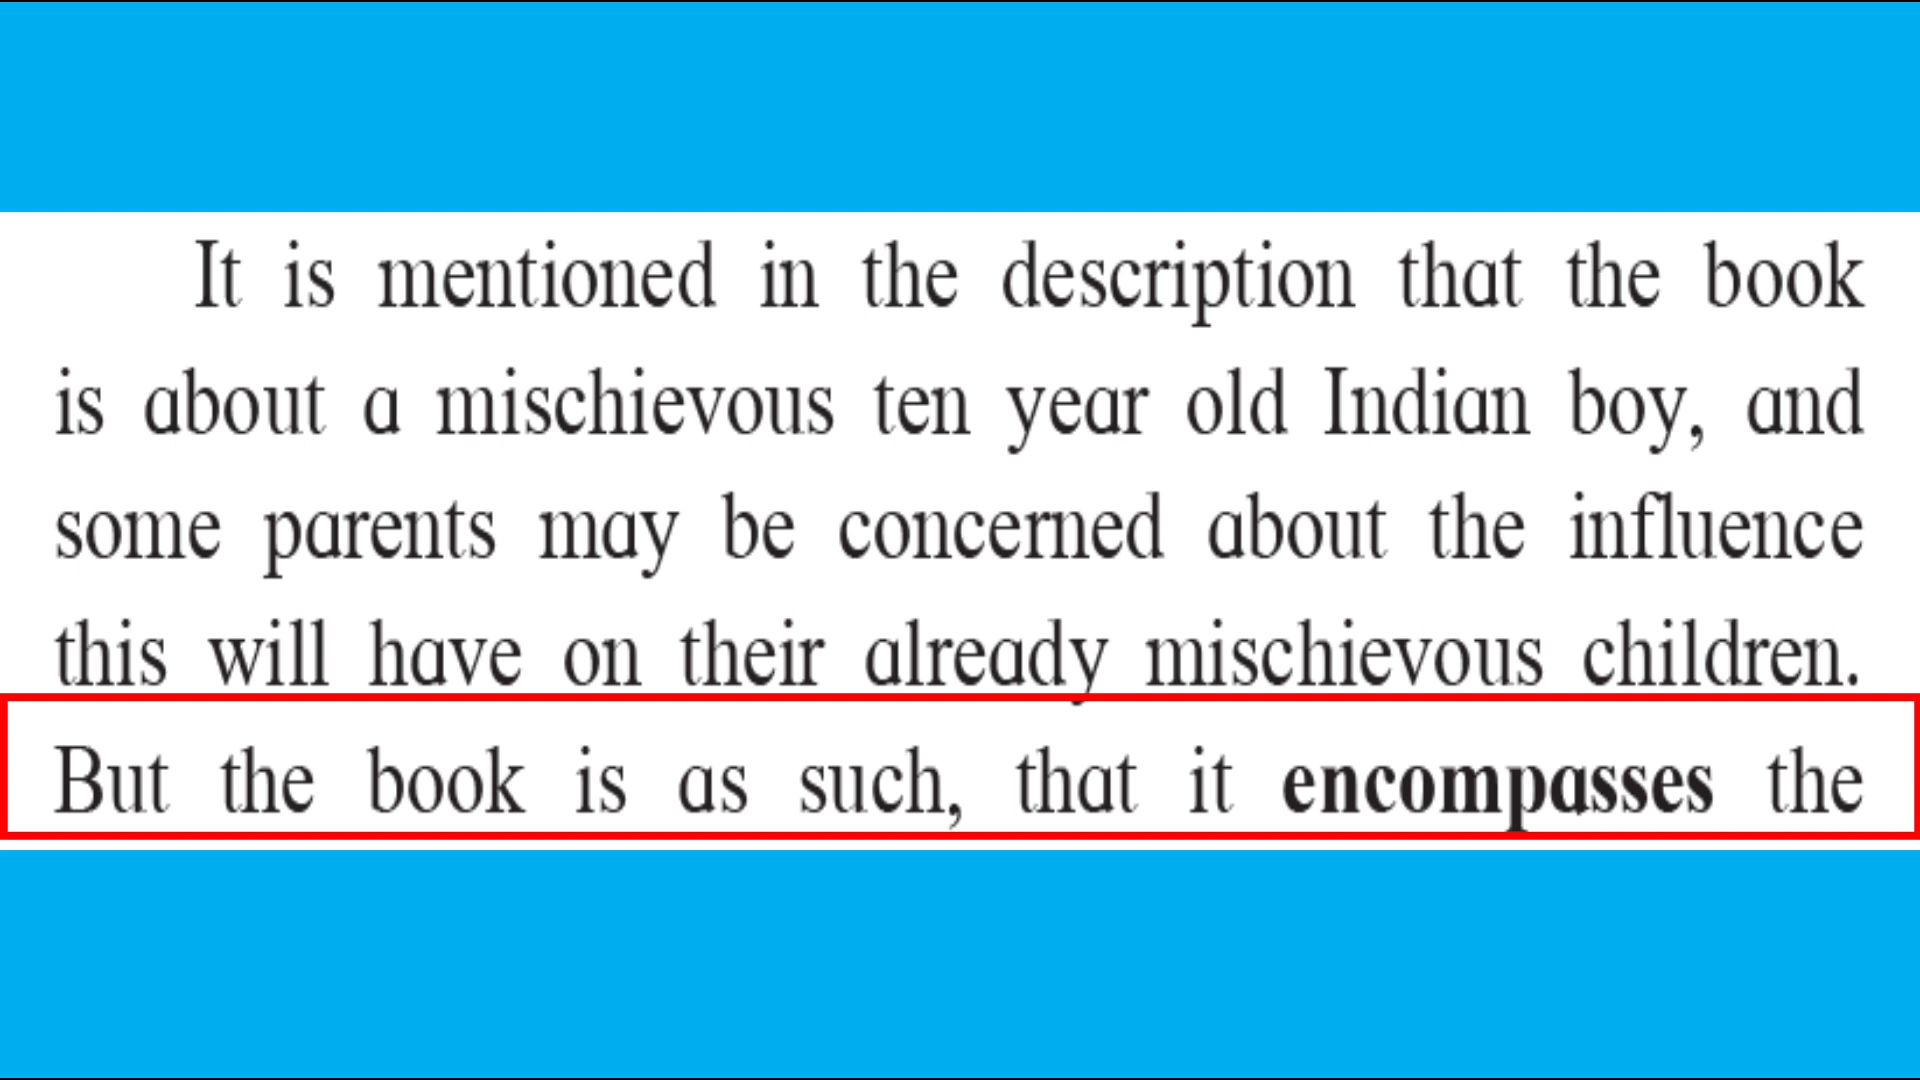 It is mentioned in the description that the book
is about a mischievous ten year old Indian boy, and
some parents may be concerned about the influence
this will have on their already mischievous children.
But the book is as such, that it encompasses the